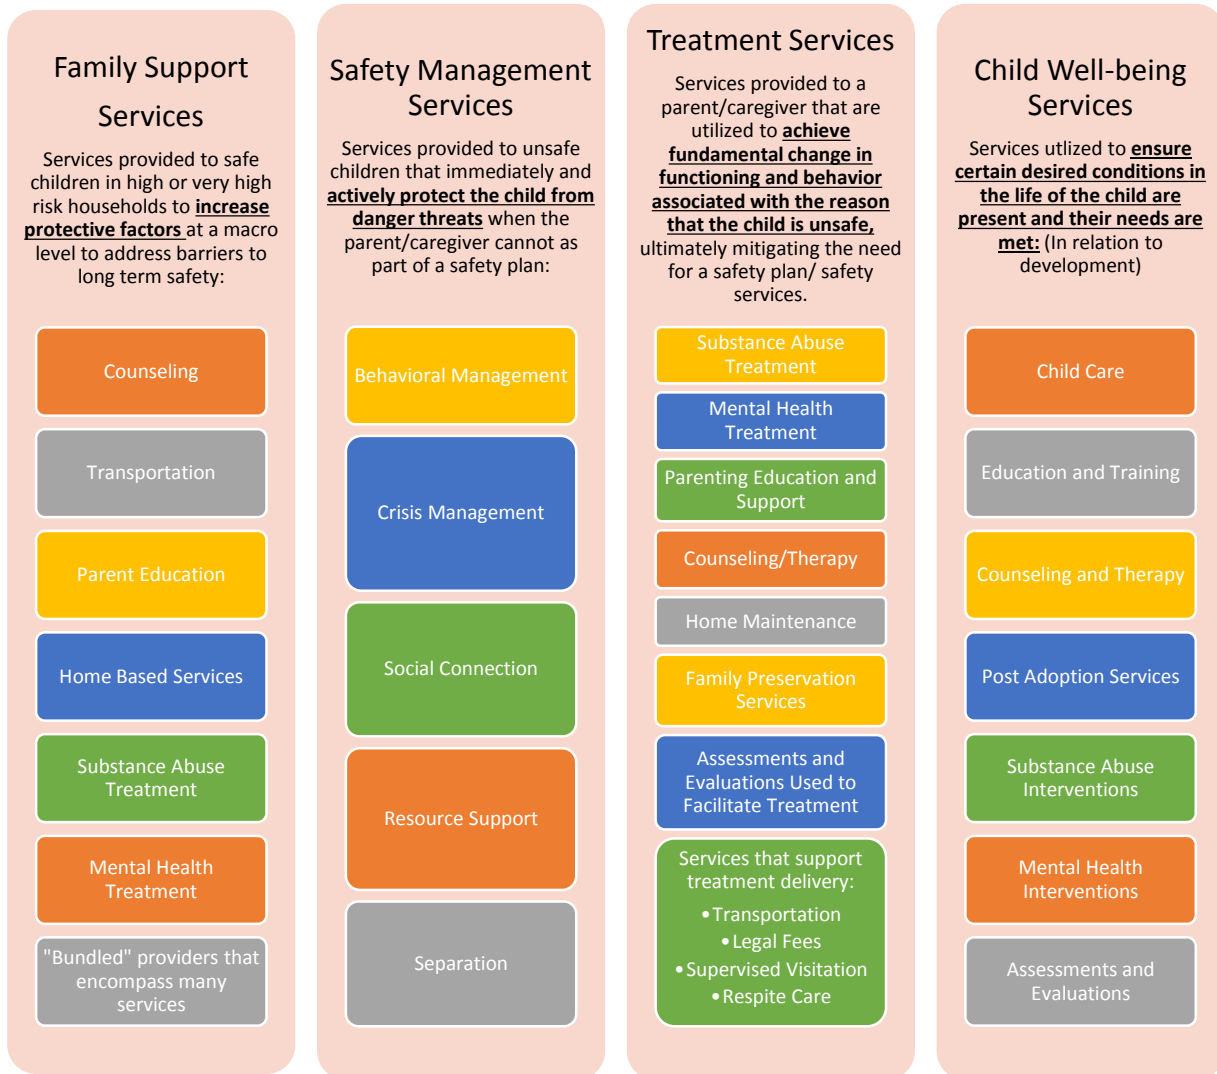 Family Support
Services
Services provided to safe
children in high or very high
risk households to increase
protective factors at a macro
level to address barriers to
long term safety:
Counseling
Transportation
Parent Education
Home Based Services
Substance Abuse
Treatment
Mental Health
Treatment
"Bundled" providers that
encompass many
services
Safety Management
Services
Services provided to unsafe
children that immediately and
actively protect the child from
danger threats when the
parent/caregiver cannot as
part of a safety plan:
Behavioral Management
Crisis Management
Social Connection
Resource Support
Separation
Treatment Services
Services provided to a
parent/caregiver that are
utilized to achieve
fundamental change in
functioning and behavior
associated with the reason
that the child is unsafe,
ultimately mitigating the need
for a safety plan/ safety
services.
Substance Abuse
Treatment
Mental Health
Treatment
Parenting Education and
Support
Counseling/Therapy
Home Maintenance
Family Preservation
Services
Assessments and
Evaluations Used to
Facilitate Treatment
Services that support
treatment delivery:
•Transportation
•Legal Fees
•Supervised Visitation
•Respite Care
Child Well-being
Services
Services utlized to ensure
certain desired conditions in
the life of the child are
present and their needs are
met: (In relation to
development)
Child Care
Education and Training
Counseling and Therapy
Post Adoption Services
Substance Abuse
Interventions
Mental Health
Interventions
Assessments and
Evaluations